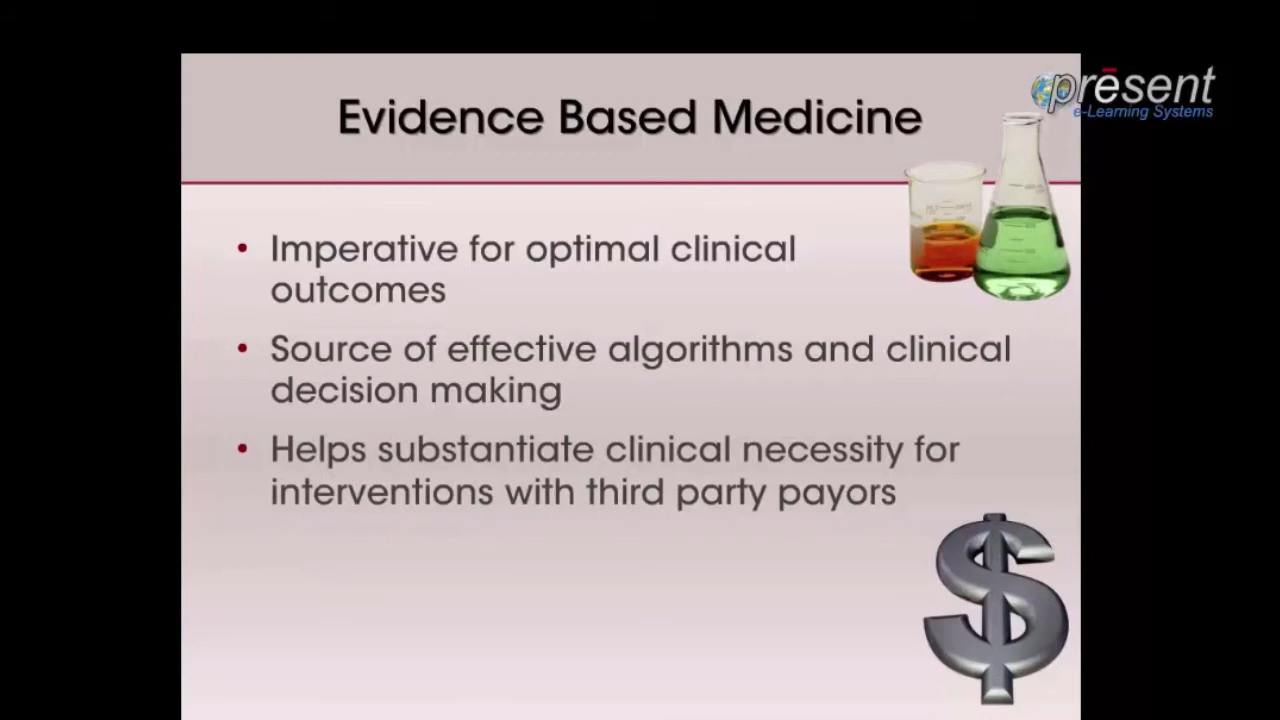 présent
e-Learning Systems
Evidence Based Medicine
• Imperative for optimal clinical
outcomes
• Source of effective algorithms and clinical
decision making
• Helps substantiate clinical necessity for
interventions with third party payors
$